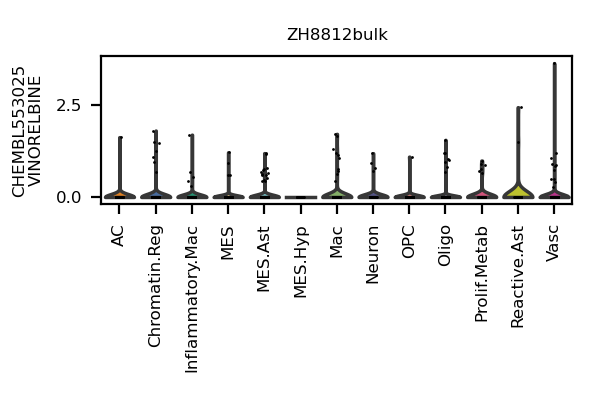 ZH8812bulk
CHEMBL553025
VINORELBINE
2.5
0.0
AC
Chromatin.Reg
Inflammatory.Mac
MES
MES.Ast
MES.Hyp
Mac
Neuron
OPC
Oligo
Prolif.Metab
Reactive.Ast
Vasc